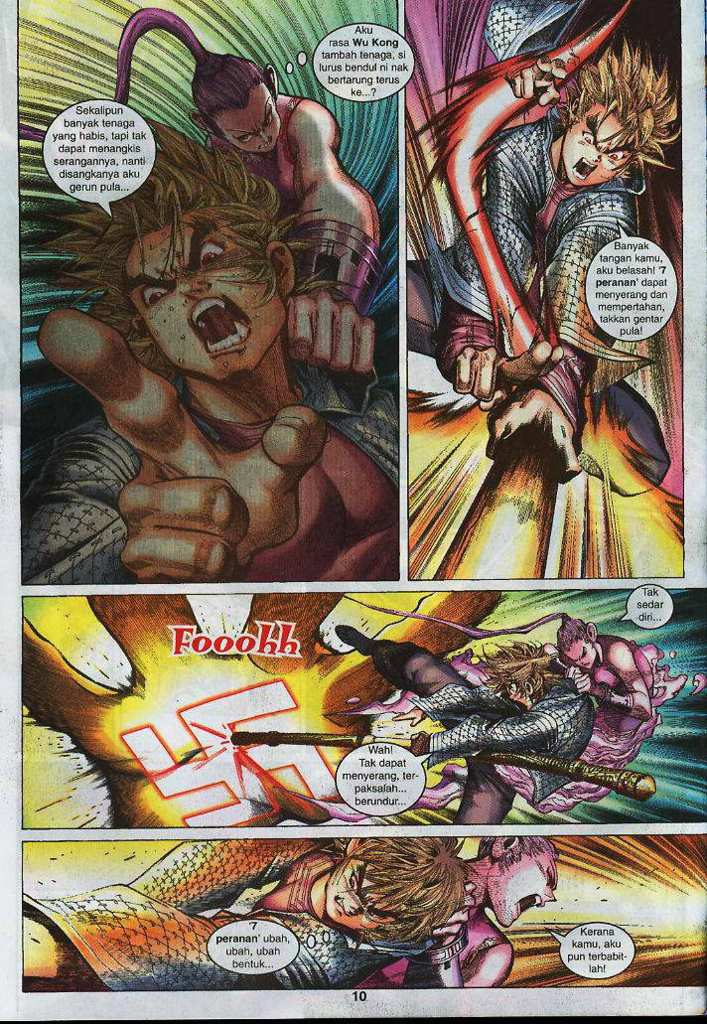 Sekalipun
banyak tenaga
yang habis, tapi tak
dapat menangkis
serangannya, nanti
disangkanya aku
gerun pula...
Aku
rasa Wu Kong
tambah tenaga, si
lurus bendul ni nak
bertarung terus
ke...?
Banyak
tangan kamu,
aku belasah! '7
peranan' dapat
menyerang dan
mempertahan,
takkan gentar
pula!
Fooohh
Tak
sedar
diri...
Wah!
Tak dapat
menyerang, ter-
paksalah...
berundur...
'7
peranan' ubah,
ubah, ubah
bentuk...
Kerana
kamu, aku
pun terbabit-
lah!
10